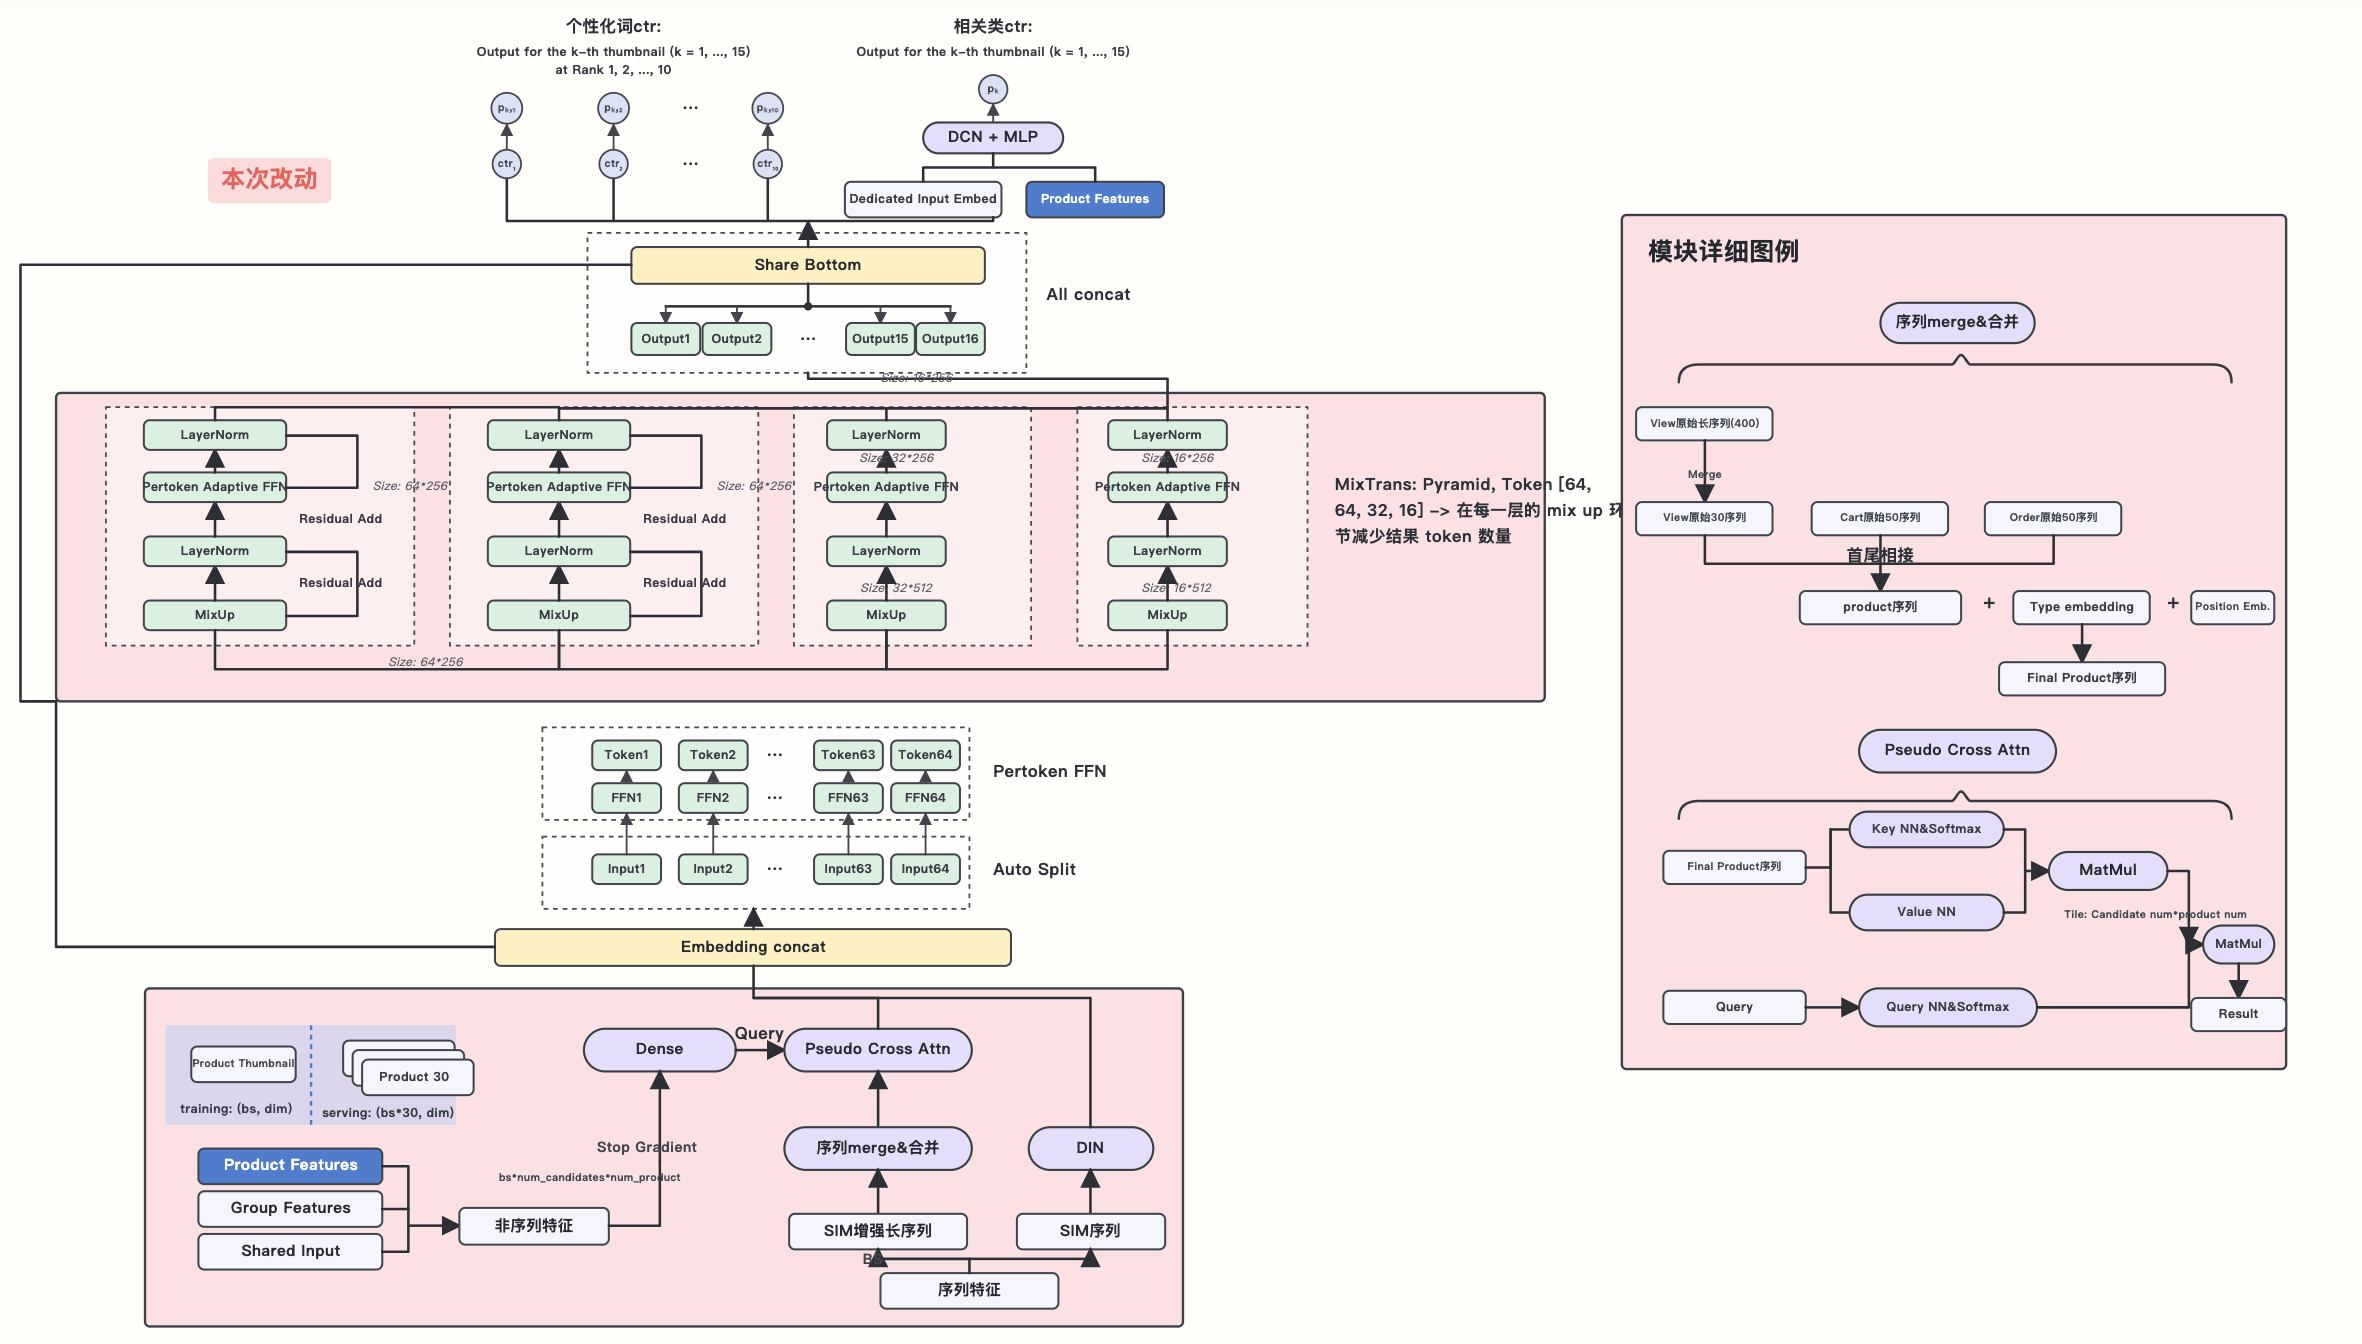 个性化词ctr:
Output for the k-th thumbnail (k = 1, ..., 15)
at Rank 1, 2, ..., 10
相关类ctr:
Output for the k-th thumbnail (k = 1, ..., 15)
pₖ,₁
pₖ,₂
...
pₖ,₁₀
pₖ
ctr₁
ctr₂
...
ctr₁₀
DCN + MLP
Dedicated Input Embed
Product Features
本次改动
Share Bottom
All concat
Output1
Output2
...
Output15
Output16
Size: 16*256
LayerNorm
Pertoken Adaptive FFN
Size: 64*256
Residual Add
LayerNorm
Residual Add
MixUp
LayerNorm
Pertoken Adaptive FFN
Size: 64*256
Residual Add
LayerNorm
Residual Add
MixUp
LayerNorm
Size: 32*256
Pertoken Adaptive FFN
LayerNorm
Size: 32*512
MixUp
LayerNorm
Size: 16*256
Pertoken Adaptive FFN
LayerNorm
Size: 16*512
MixUp
Size: 64*256
MixTrans: Pyramid, Token [64,
64, 32, 16] -> 在每一层的 mix up 环
节减少结果 token 数量
Token1
Token2
...
Token63
Token64
Pertoken FFN
FFN1
FFN2
...
FFN63
FFN64
Input1
Input2
...
Input63
Input64
Auto Split
Embedding concat
Product Thumbnail
training: (bs, dim)
Product 30
serving: (bs*30, dim)
Product Features
Group Features
Shared Input
非序列特征
Stop Gradient
bs*num_candidates*num_product
Dense
Query
Pseudo Cross Attn
序列merge&合并
DIN
SIM增强长序列
SIM序列
BS
序列特征
模块详细图例
序列merge&合并
View原始长序列(400)
Merge
View原始30序列
Cart原始50序列
Order原始50序列
首尾相接
product序列
+
Type embedding
+
Position Emb.
Final Product序列
Pseudo Cross Attn
Key NN&Softmax
Final Product序列
Value NN
MatMul
Tile: Candidate num*product num
MatMul
Query
Query NN&Softmax
Result